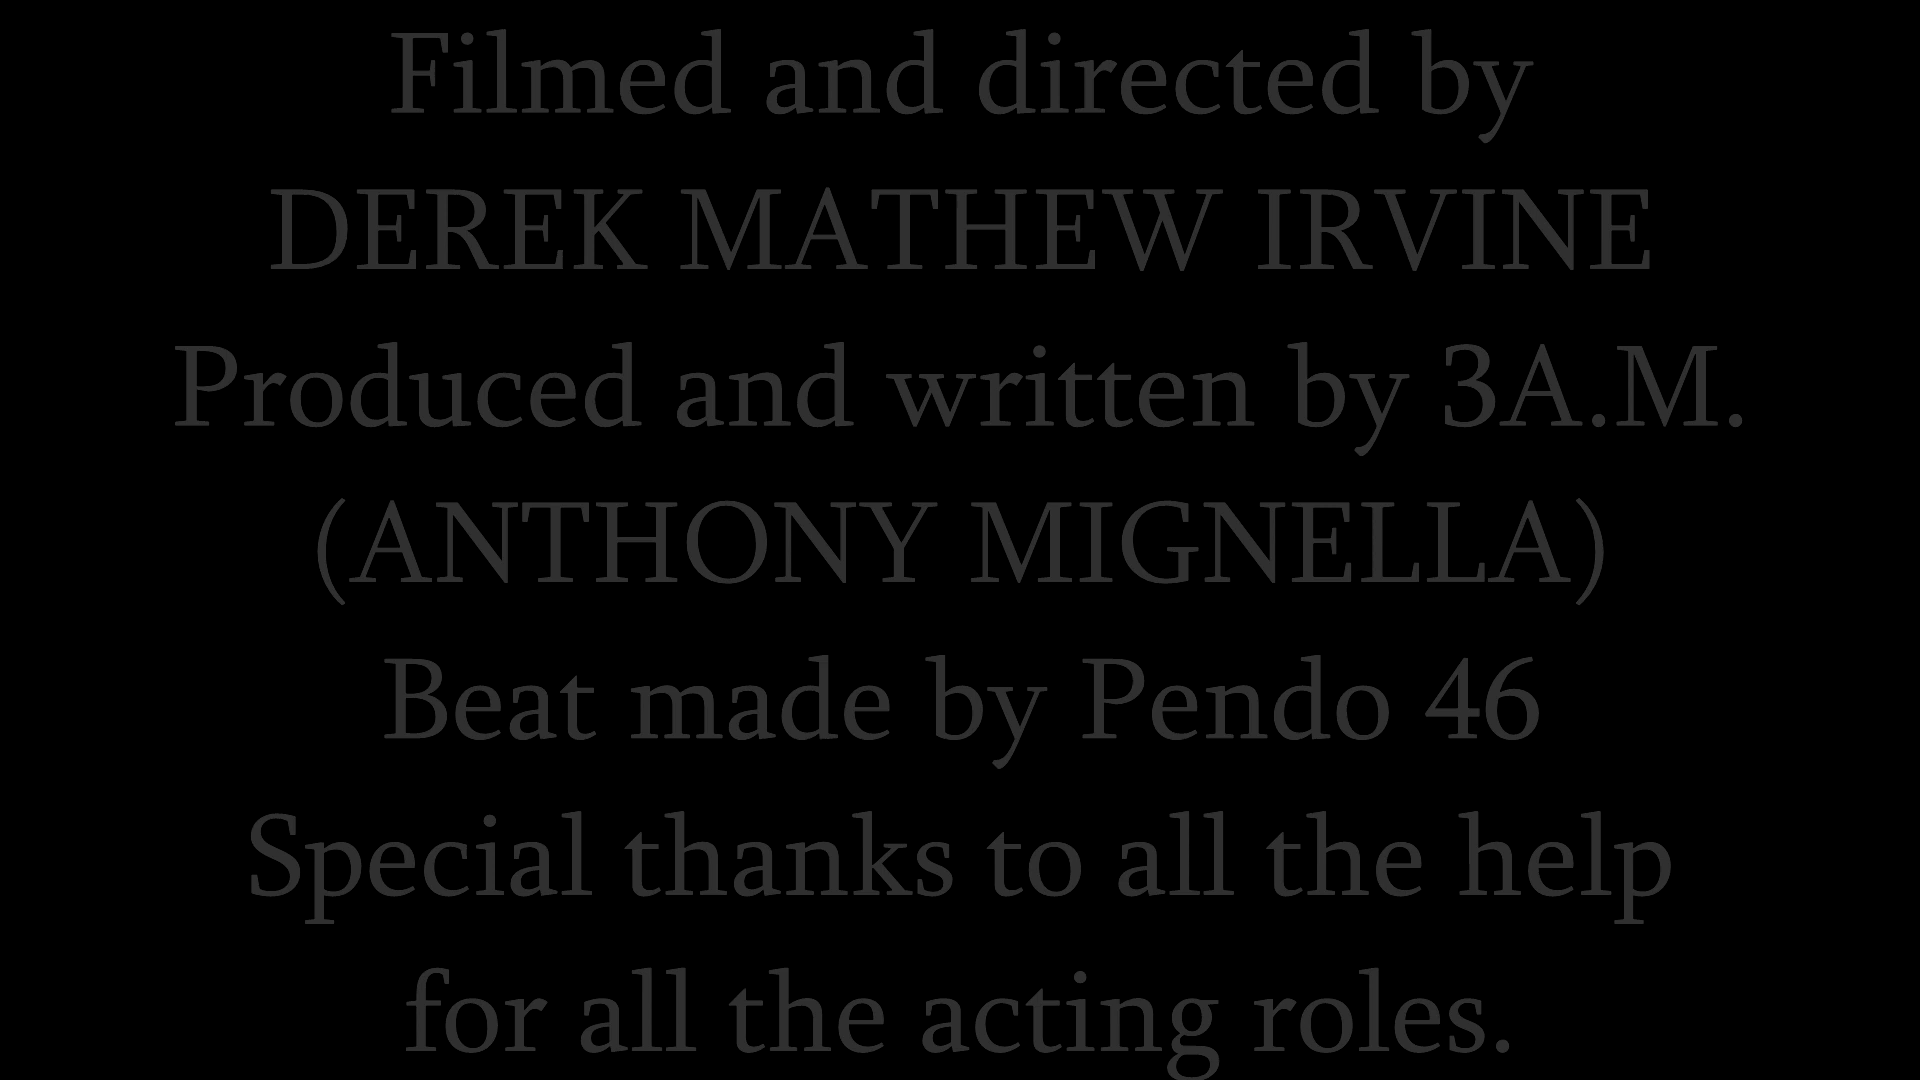 Filmed and directed by
DEREK MATHEW IRVINE
Produced and written by 3A.M.
(ANTHONY MIGNELLA)
Beat made by Pendo 46
Special thanks to all the help
for all the acting roles.